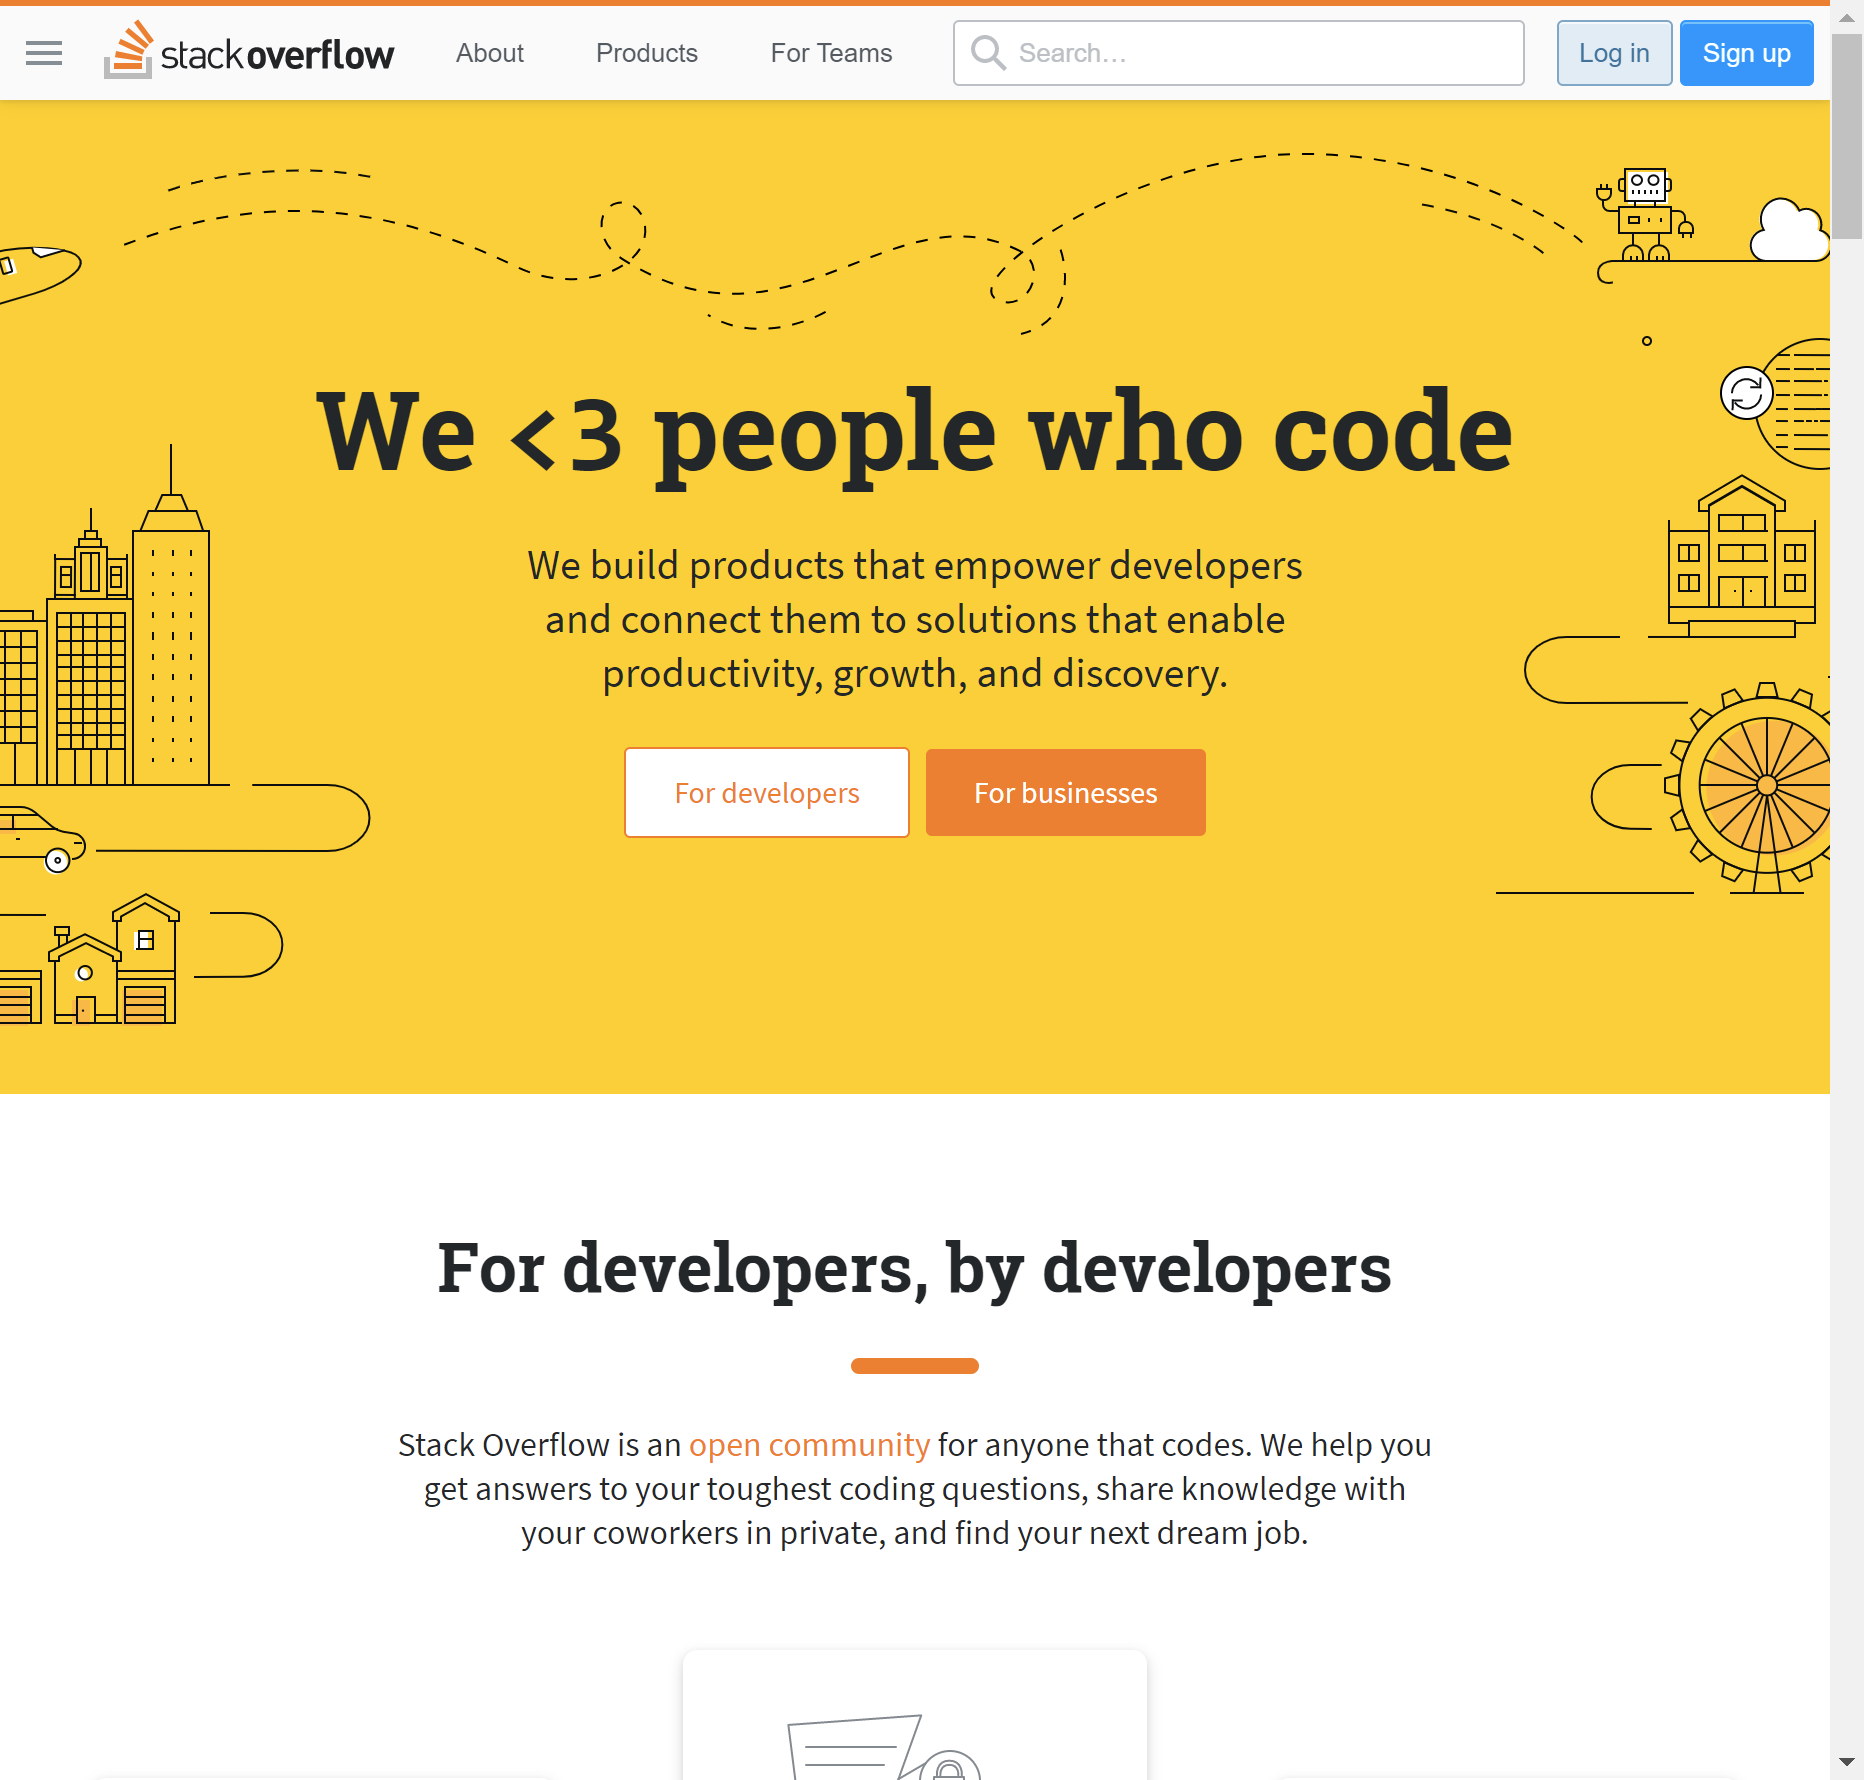 stackoverflow
About
Products
For Teams
Search…
Log in
Sign up
We <3 people who code
We build products that empower developers
and connect them to solutions that enable
productivity, growth, and discovery.
For developers
For businesses
For developers, by developers
Stack Overflow is an open community for anyone that codes. We help you
get answers to your toughest coding questions, share knowledge with
your coworkers in private, and find your next dream job.